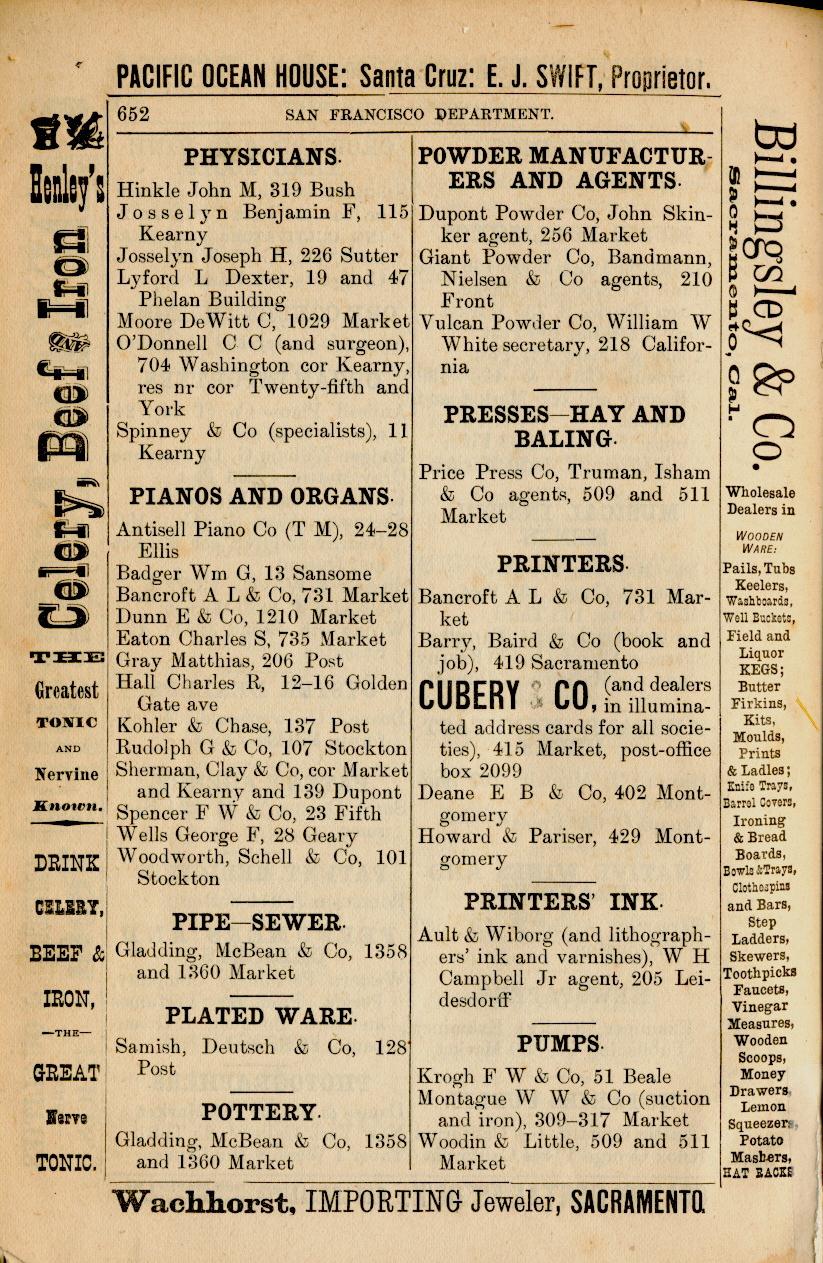 PACIFIC OCEAN HOUSE: Santa Cruz: E. J. SWIFT, Proprietor.
652 SAN FRANCISCO DEPARTMENT.
Henley's
Celery, Beef and Iron
THE
Greatest
TONIC
AND
Nervine
Known.
DRINK
CELERY,
BEEF &
IRON,
—THE—
GREAT
Nerve
TONIC.
PHYSICIANS.
Hinkle John M, 319 Bush
Josselyn Benjamin F, 115
Kearny
Josselyn Joseph H, 226 Sutter
Lyford L Dexter, 19 and 47
Phelan Building
Moore DeWitt C, 1029 Market
O'Donnell C C (and surgeon),
704 Washington cor Kearny,
res nr cor Twenty-fifth and
York
Spinney & Co (specialists), 11
Kearny
PIANOS AND ORGANS.
Antisell Piano Co (T M), 24–28
Ellis
Badger Wm G, 13 Sansome
Bancroft A L & Co, 731 Market
Dunn E & Co, 1210 Market
Eaton Charles S, 735 Market
Gray Matthias, 206 Post
Hall Charles R, 12–16 Golden
Gate ave
Kohler & Chase, 137 Post
Rudolph G & Co, 107 Stockton
Sherman, Clay & Co, cor Market
and Kearny and 139 Dupont
Spencer F W & Co, 23 Fifth
Wells George F, 28 Geary
Woodworth, Schell & Co, 101
Stockton
PIPE—SEWER.
Gladding, McBean & Co, 1358
and 1360 Market
PLATED WARE.
Samish, Deutsch & Co, 128
Post
POTTERY.
Gladding, McBean & Co, 1358
and 1360 Market
POWDER MANUFACTUR-
ERS AND AGENTS.
Dupont Powder Co, John Skin-
ker agent, 256 Market
Giant Powder Co, Bandmann,
Nielsen & Co agents, 210
Front
Vulcan Powder Co, William W
White secretary, 218 Califor-
nia
PRESSES—HAY AND
BALING.
Price Press Co, Truman, Isham
& Co agents, 509 and 511
Market
PRINTERS.
Bancroft A L & Co, 731 Mar-
ket
Barry, Baird & Co (book and
job), 419 Sacramento
CUBERY & CO, (and dealers
in illumina-
ted address cards for all socie-
ties), 415 Market, post-office
box 2099
Deane E B & Co, 402 Mont-
gomery
Howard & Pariser, 429 Mont-
gomery
PRINTERS' INK.
Ault & Wiborg (and lithograph-
ers' ink and varnishes), W H
Campbell Jr agent, 205 Lei-
desdorff
PUMPS.
Krogh F W & Co, 51 Beale
Montague W W & Co (suction
and iron), 309–317 Market
Woodin & Little, 509 and 511
Market
Billingsley & Co.
Sacramento, Cal.
Wholesale
Dealers in
WOODEN
WARE:
Pails, Tubs
Keelers,
Washboards,
Well Buckets,
Field and
Liquor
KEGS;
Butter
Firkins,
Kits,
Moulds,
Prints
& Ladles;
Knife Trays,
Barrel Covers,
Ironing
& Bread
Boards,
Bowls & Trays,
Clothespins
and Bars,
Step
Ladders,
Skewers,
Toothpicks
Faucets,
Vinegar
Measures,
Wooden
Scoops,
Money
Drawers
Lemon
Squeezers,
Potato
Mashers,
HAT RACKS
Wachhorst, IMPORTING Jeweler, SACRAMENTO.